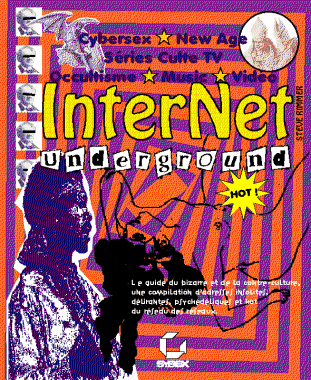 Cybersex ★ New Age
Séries Culte TV
Occultisme ★ Music ★ Video
InterNet
STEVE RIMMER
underground
HOT !
Le guide du bizarre et de la contre-culture,
une compilation d'adresses insolites,
délirantes, psychédéliques et hot
du réseau des réseaux.
SYBEX